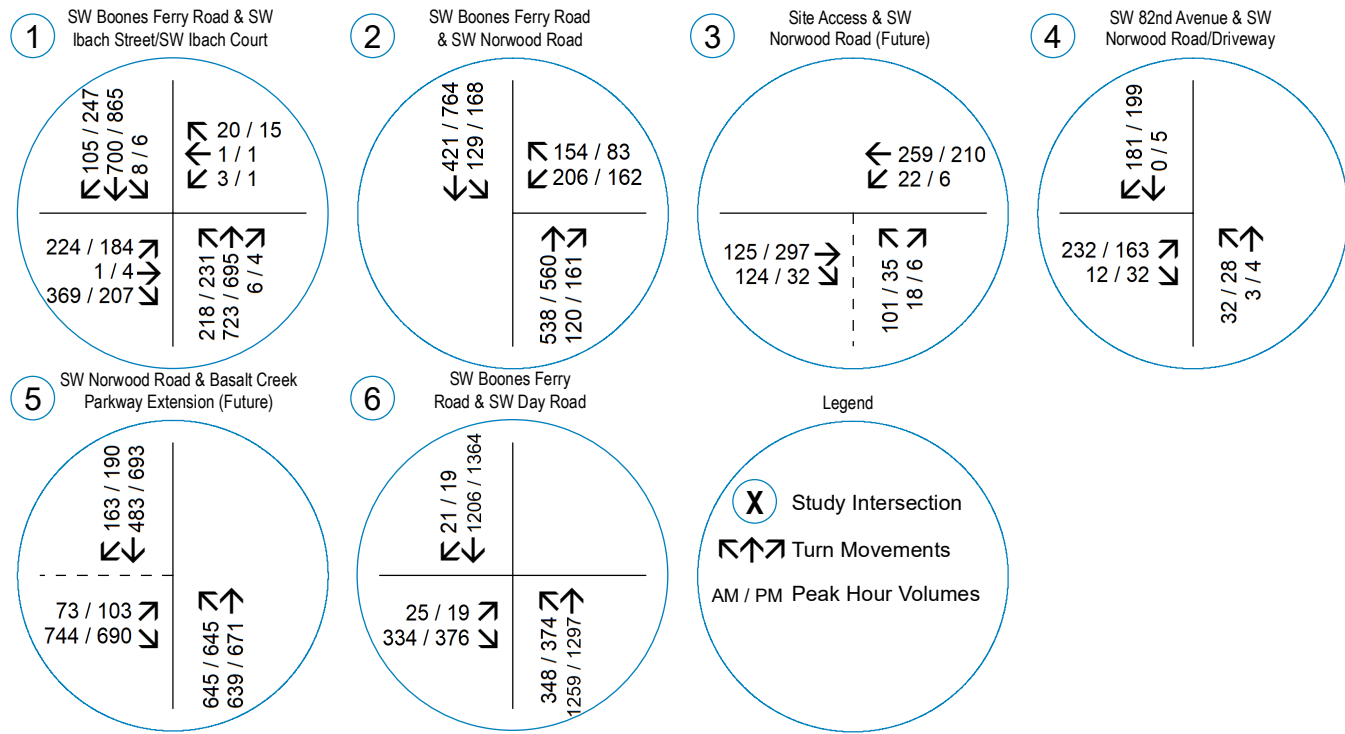 1
SW Boones Ferry Road & SW
Ibach Street/SW Ibach Court
105 / 247
700 / 865
8 / 6
20 / 15
1 / 1
3 / 1
224 / 184
1 / 4
369 / 207
218 / 231
723 / 695
6 / 4
2
SW Boones Ferry Road
& SW Norwood Road
421 / 764
129 / 168
154 / 83
206 / 162
538 / 560
120 / 161
3
Site Access & SW
Norwood Road (Future)
259 / 210
22 / 6
125 / 297
124 / 32
101 / 35
18 / 6
4
SW 82nd Avenue & SW
Norwood Road/Driveway
181 / 199
0 / 5
232 / 163
12 / 32
32 / 28
3 / 4
5
SW Norwood Road & Basalt Creek
Parkway Extension (Future)
163 / 190
483 / 693
73 / 103
744 / 690
645 / 645
639 / 671
6
SW Boones Ferry
Road & SW Day Road
21 / 19
1206 / 1364
25 / 19
334 / 376
348 / 374
1259 / 1297
Legend
X Study Intersection
Turn Movements
AM / PM Peak Hour Volumes